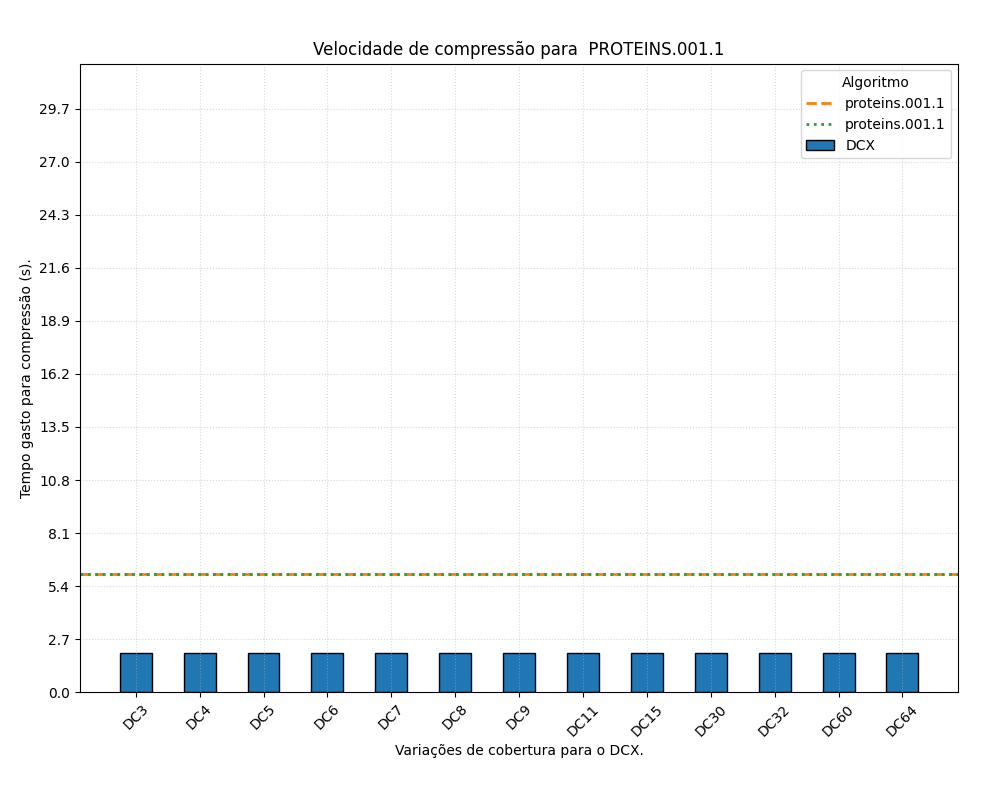 Velocidade de compressão para  PROTEINS.001.1
Algoritmo
proteins.001.1
proteins.001.1
DCX
Tempo gasto para compressão (s).
29.7
27.0
24.3
21.6
18.9
16.2
13.5
10.8
8.1
5.4
2.7
0.0
DC3
DC4
DC5
DC6
DC7
DC8
DC9
DC11
DC15
DC30
DC32
DC60
DC64
Variações de cobertura para o DCX.